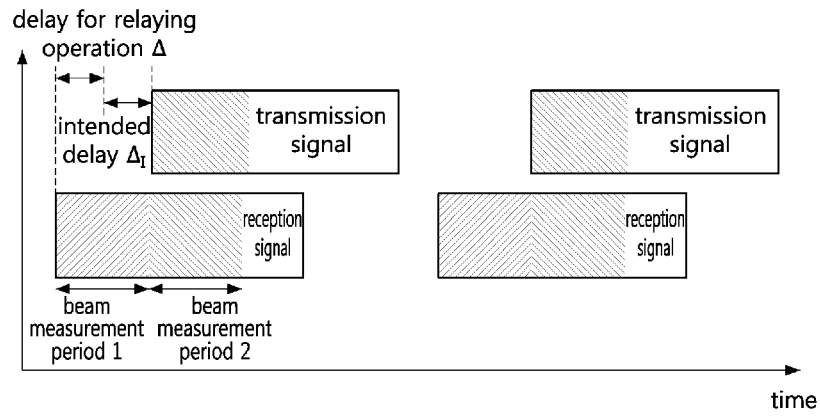 delay for relaying
operation Δ
intended
delay Δ_I
transmission
signal
transmission
signal
reception
signal
reception
signal
beam
measurement
period 1
beam
measurement
period 2
time